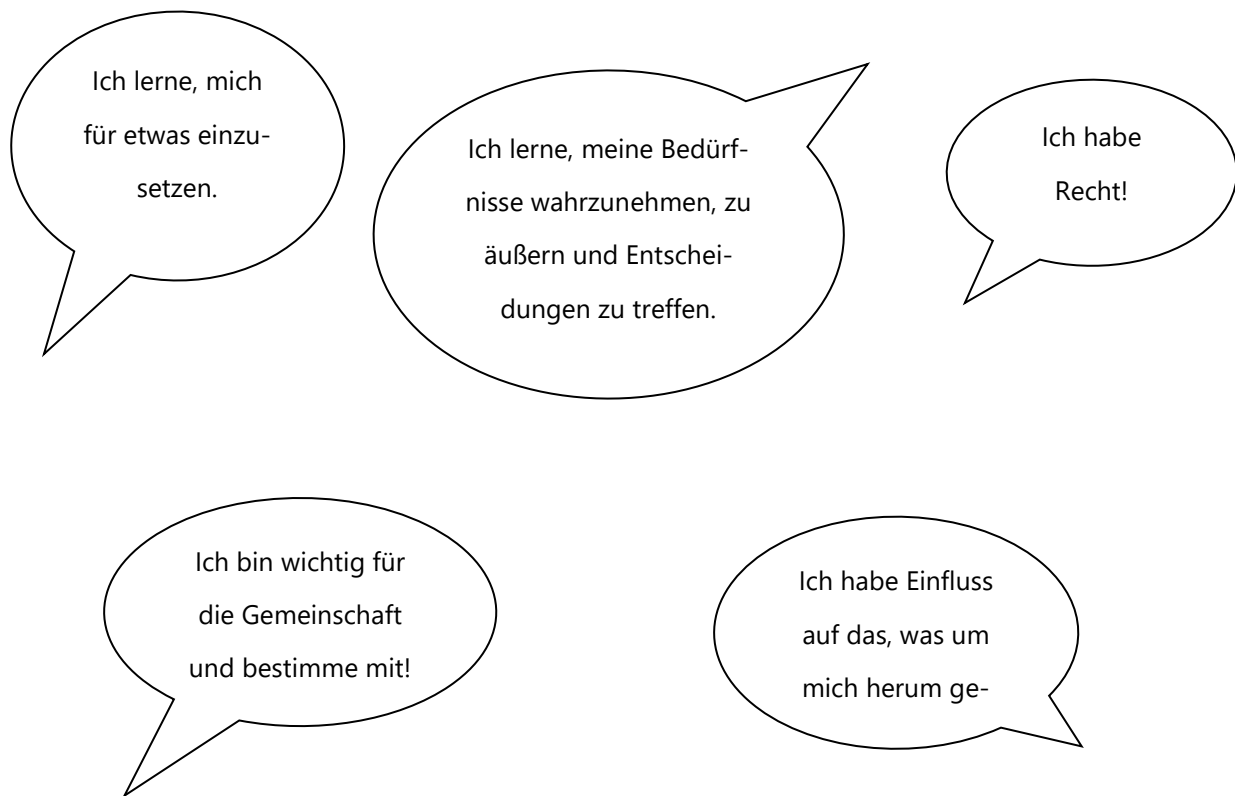 Ich lerne, mich
für etwas einzu-
setzen.
Ich lerne, meine Bedürf-
nisse wahrzunehmen, zu
äußern und Entschei-
dungen zu treffen.
Ich habe
Recht!
Ich bin wichtig für
die Gemeinschaft
und bestimme mit!
Ich habe Einfluss
auf das, was um
mich herum ge-